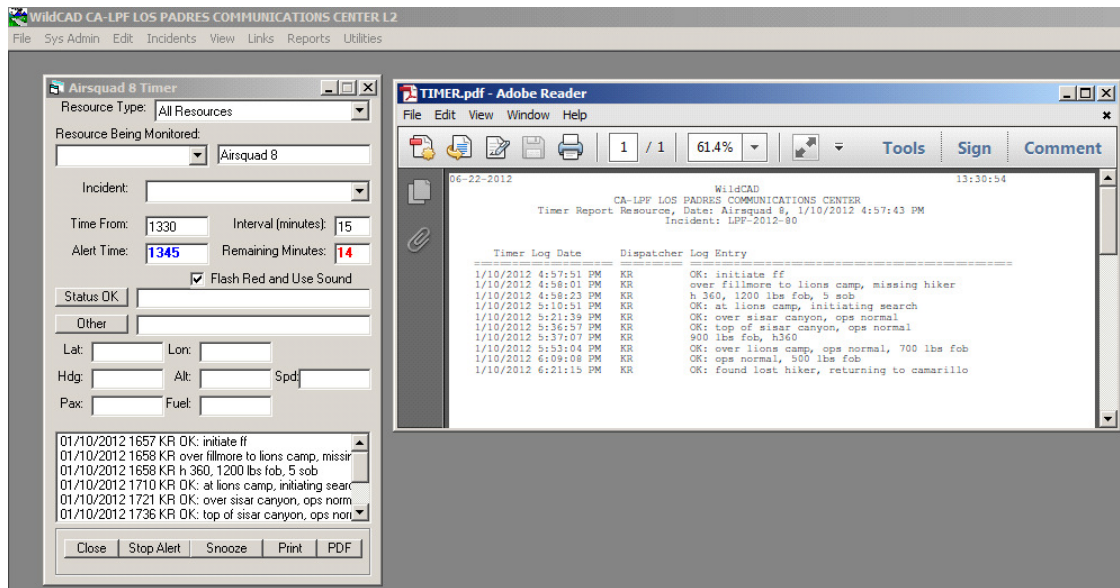 WildCAD CA-LPF LOS PADRES COMMUNICATIONS CENTER L2
File Sys Admin Edit Incidents View Links Reports Utilities
Airsquad 8 Timer
Resource Type: All Resources
Resource Being Monitored:
Airsquad 8
Incident:
Time From: 1330 Interval (minutes): 15
Alert Time: 1345 Remaining Minutes: 14
Flash Red and Use Sound
Status OK
Other
Lat: Lon:
Hdg: Alt: Spd:
Pax: Fuel:
01/10/2012 1657 KR OK: initiate ff
01/10/2012 1658 KR over fillmore to lions camp, missin
01/10/2012 1658 KR h 360, 1200 lbs fob, 5 sob
01/10/2012 1710 KR OK: at lions camp, initiating searc
01/10/2012 1721 KR OK: over sisar canyon, ops norm
01/10/2012 1736 KR OK: top of sisar canyon, ops nor
Close Stop Alert Snooze Print PDF
TIMER.pdf - Adobe Reader
File Edit View Window Help
1 / 1 61.4% Tools Sign Comment
06-22-2012 13:30:54
WildCAD
CA-LPF LOS PADRES COMMUNICATIONS CENTER
Timer Report Resource, Date: Airsquad 8, 1/10/2012 4:57:43 PM
Incident: LPF-2012-80
Timer Log Date Dispatcher Log Entry
1/10/2012 4:57:51 PM KR OK: initiate ff
1/10/2012 4:58:01 PM KR over fillmore to lions camp, missing hiker
1/10/2012 4:58:23 PM KR h 360, 1200 lbs fob, 5 sob
1/10/2012 5:10:51 PM KR OK: at lions camp, initiating search
1/10/2012 5:21:39 PM KR OK: over sisar canyon, ops normal
1/10/2012 5:36:57 PM KR OK: top of sisar canyon, ops normal
1/10/2012 5:37:07 PM KR 900 lbs fob, h360
1/10/2012 5:53:04 PM KR OK: over lions camp, ops normal, 700 lbs fob
1/10/2012 6:09:08 PM KR OK: ops normal, 500 lbs fob
1/10/2012 6:21:15 PM KR OK: found lost hiker, returning to camarillo